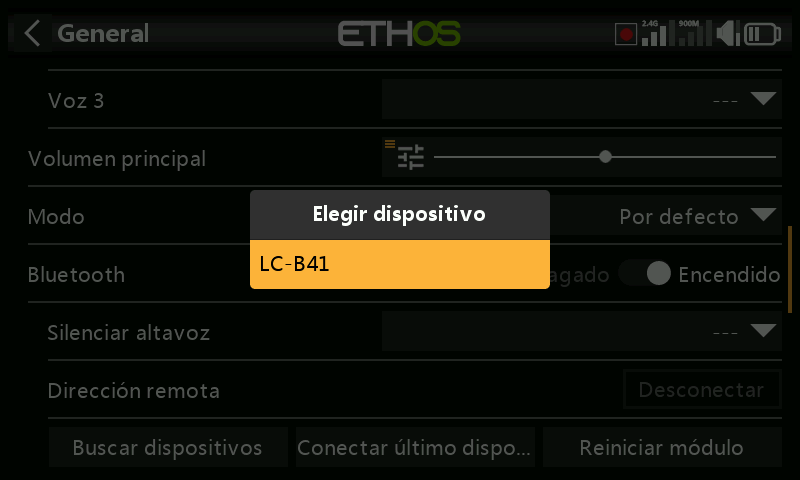 General
ETHOS
2.4G
900M
Voz 3
---
Volumen principal
Modo
Por defecto
Elegir dispositivo
LC-B41
Bluetooth
agado
Encendido
Silenciar altavoz
---
Dirección remota
Desconectar
Buscar dispositivos
Conectar último dispo...
Reiniciar módulo